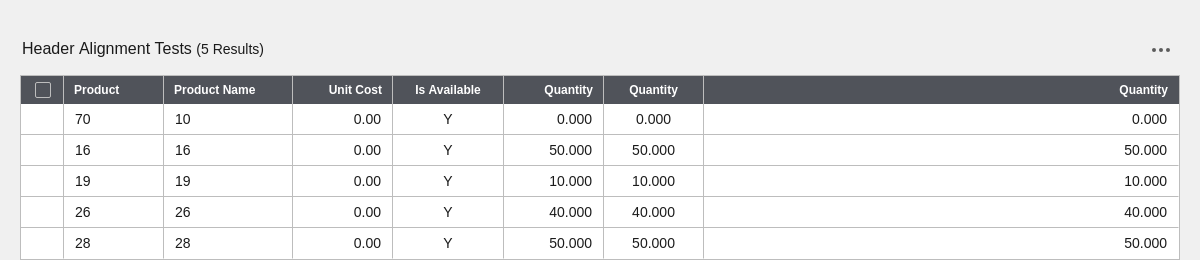 Header Alignment Tests (5 Results)
Product Product Name Unit Cost Is Available Quantity Quantity Quantity
70 10 0.00 Y 0.000 0.000 0.000
16 16 0.00 Y 50.000 50.000 50.000
19 19 0.00 Y 10.000 10.000 10.000
26 26 0.00 Y 40.000 40.000 40.000
28 28 0.00 Y 50.000 50.000 50.000